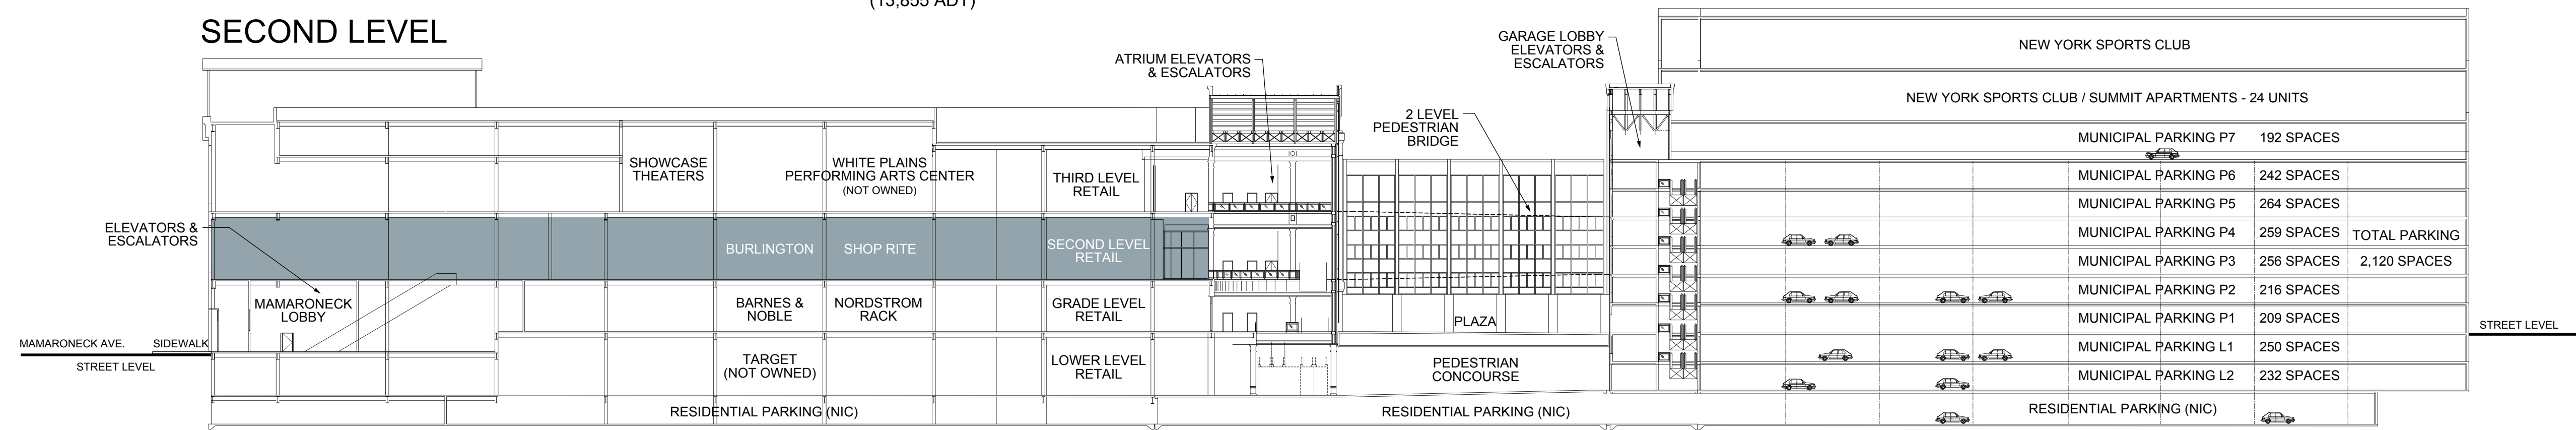 (13,855 ADT)
SECOND LEVEL
ELEVATORS &
ESCALATORS
MAMARONECK AVE.
SIDEWALK
STREET LEVEL
MAMARONECK
LOBBY
SHOWCASE
THEATERS
WHITE PLAINS
PERFORMING ARTS CENTER
(NOT OWNED)
THIRD LEVEL
RETAIL
BURLINGTON
SHOP RITE
SECOND LEVEL
RETAIL
BARNES &
NOBLE
NORDSTROM
RACK
GRADE LEVEL
RETAIL
TARGET
(NOT OWNED)
LOWER LEVEL
RETAIL
RESIDENTIAL PARKING (NIC)
ATRIUM ELEVATORS
& ESCALATORS
2 LEVEL
PEDESTRIAN
BRIDGE
PLAZA
PEDESTRIAN
CONCOURSE
RESIDENTIAL PARKING (NIC)
GARAGE LOBBY
ELEVATORS &
ESCALATORS
NEW YORK SPORTS CLUB
NEW YORK SPORTS CLUB / SUMMIT APARTMENTS - 24 UNITS
MUNICIPAL PARKING P7 192 SPACES
MUNICIPAL PARKING P6 242 SPACES
MUNICIPAL PARKING P5 264 SPACES
MUNICIPAL PARKING P4 259 SPACES
MUNICIPAL PARKING P3 256 SPACES
MUNICIPAL PARKING P2 216 SPACES
MUNICIPAL PARKING P1 209 SPACES
MUNICIPAL PARKING L1 250 SPACES
MUNICIPAL PARKING L2 232 SPACES
TOTAL PARKING
2,120 SPACES
RESIDENTIAL PARKING (NIC)
STREET LEVEL